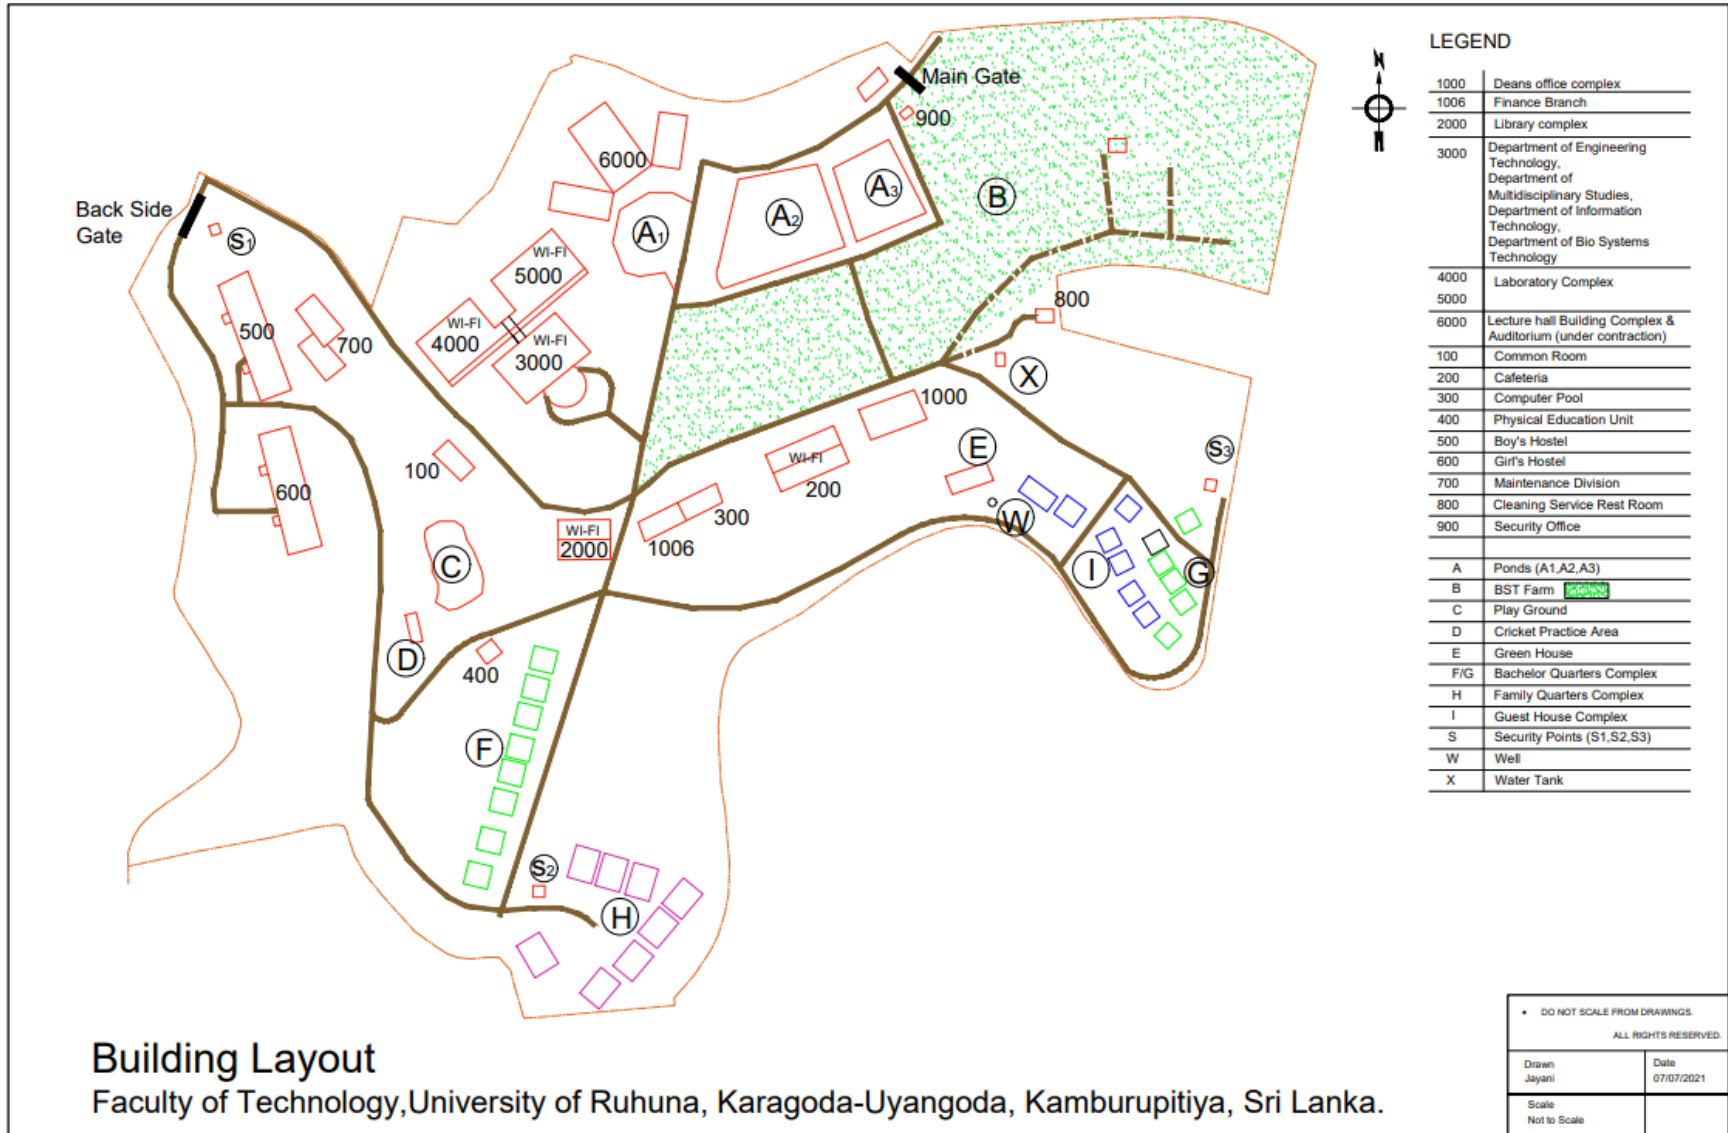 Main Gate
900
6000
A3
A2
B
A1
Back Side
Gate
S1
WI-FI
5000
WI-FI
4000
WI-FI
3000
500
700
800
X
1000
E
S3
100
WI-FI
200
600
300
W
WI-FI
2000
1006
C
I
G
D
400
F
S2
H
N
LEGEND
1000 Deans office complex
1006 Finance Branch
2000 Library complex
3000 Department of Engineering
Technology,
Department of
Multidisciplinary Studies,
Department of Information
Technology,
Department of Bio Systems
Technology
4000 Laboratory Complex
5000
6000 Lecture hall Building Complex &
Auditorium (under contraction)
100 Common Room
200 Cafeteria
300 Computer Pool
400 Physical Education Unit
500 Boy's Hostel
600 Girl's Hostel
700 Maintenance Division
800 Cleaning Service Rest Room
900 Security Office
A Ponds (A1,A2,A3)
B BST Farm
C Play Ground
D Cricket Practice Area
E Green House
F/G Bachelor Quarters Complex
H Family Quarters Complex
I Guest House Complex
S Security Points (S1,S2,S3)
W Well
X Water Tank
Building Layout
Faculty of Technology,University of Ruhuna, Karagoda-Uyangoda, Kamburupitiya, Sri Lanka.
• DO NOT SCALE FROM DRAWINGS.
ALL RIGHTS RESERVED.
Drawn
Jayani
Date
07/07/2021
Scale
Not to Scale